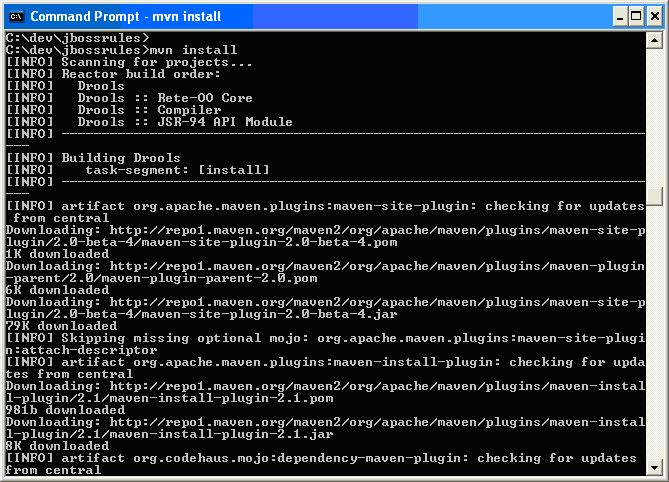 Command Prompt - mvn install
C:\dev\jbossrules>
C:\dev\jbossrules>mvn install
[INFO] Scanning for projects...
[INFO] Reactor build order:
[INFO]   Drools
[INFO]   Drools :: Rete-OO Core
[INFO]   Drools :: Compiler
[INFO]   Drools :: JSR-94 API Module
[INFO] -------------------------------------------------------------------------
---
[INFO] Building Drools
[INFO]    task-segment: [install]
[INFO] -------------------------------------------------------------------------
---
[INFO] artifact org.apache.maven.plugins:maven-site-plugin: checking for updates
 from central
Downloading: http://repo1.maven.org/maven2/org/apache/maven/plugins/maven-site-p
lugin/2.0-beta-4/maven-site-plugin-2.0-beta-4.pom
1K downloaded
Downloading: http://repo1.maven.org/maven2/org/apache/maven/plugins/maven-plugin
-parent/2.0/maven-plugin-parent-2.0.pom
6K downloaded
Downloading: http://repo1.maven.org/maven2/org/apache/maven/plugins/maven-site-p
lugin/2.0-beta-4/maven-site-plugin-2.0-beta-4.jar
79K downloaded
[INFO] Skipping missing optional mojo: org.apache.maven.plugins:maven-site-plugi
n:attach-descriptor
[INFO] artifact org.apache.maven.plugins:maven-install-plugin: checking for upda
tes from central
Downloading: http://repo1.maven.org/maven2/org/apache/maven/plugins/maven-instal
l-plugin/2.1/maven-install-plugin-2.1.pom
981b downloaded
Downloading: http://repo1.maven.org/maven2/org/apache/maven/plugins/maven-instal
l-plugin/2.1/maven-install-plugin-2.1.jar
8K downloaded
[INFO] artifact org.codehaus.mojo:dependency-maven-plugin: checking for updates
from central